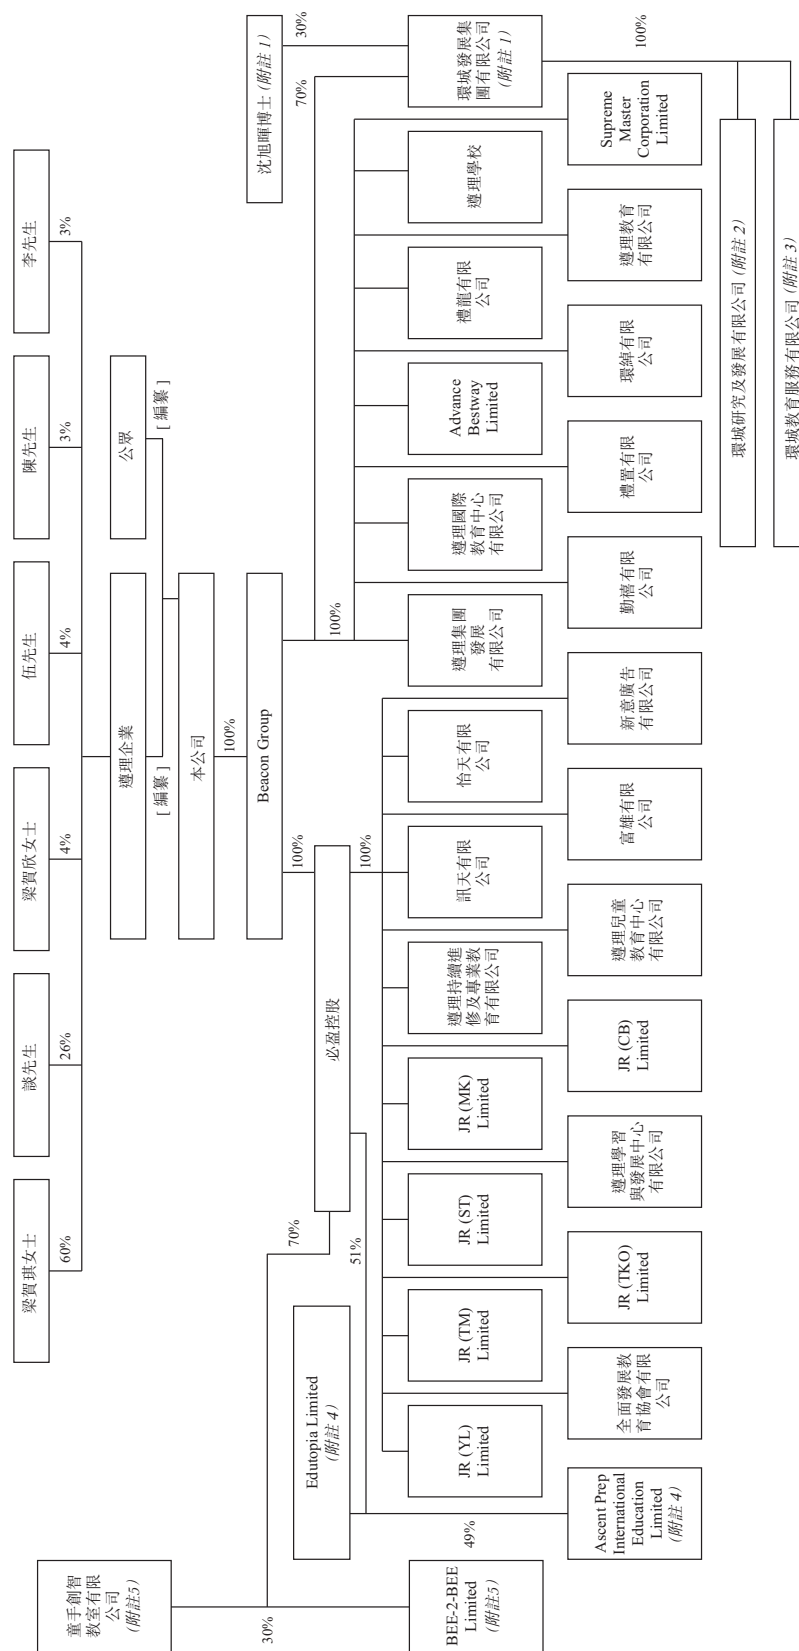 梁賀琪女士
談先生
梁賀欣女士
伍先生
陳先生
李先生
60%
26%
4%
4%
3%
3%
遵理企業
公眾
[編纂]
[編纂]
本公司
100%
Beacon Group
沈旭暉博士 (附註 1)
100%
100%
70%
30%
童手創智
教室有限
公司
(附註5)
必盈控股
環城發展集
團有限公司
(附註 1)
70%
Edutopia Limited
(附註 4)
51%
100%
100%
30%
49%
BEE-2-BEE
Limited
(附註5)
JR (YL)
Limited
JR (TM)
Limited
JR (ST)
Limited
JR (MK)
Limited
遵理持續進
修及專業教
育有限公司
訊天有限
公司
怡天有限
公司
遵理集團
發展
有限公司
遵理國際
教育中心
有限公司
Advance
Bestway
Limited
禮龍有限
公司
遵理學校
Ascent Prep
International
Education
Limited
(附註 4)
全面發展教
育協會有限
公司
JR (TKO)
Limited
遵理學習
與發展中心
有限公司
JR (CB)
Limited
遵理兒童
教育中心
有限公司
富雄有限
公司
新意廣告
有限公司
勤禧有限
公司
禮置有限
公司
環綽有限
公司
遵理教育
有限公司
Supreme
Master
Corporation
Limited
環城研究及發展有限公司 (附註 2)
環城教育服務有限公司 (附註 3)